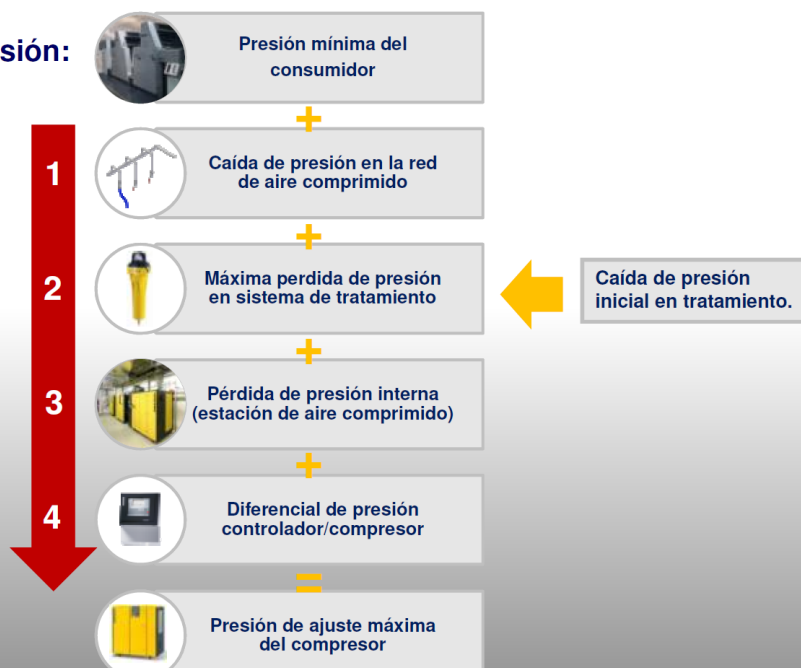 sión:
Presión mínima del
consumidor
+
1
Caída de presión en la red
de aire comprimido
+
2
Máxima perdida de presión
en sistema de tratamiento
Caída de presión
inicial en tratamiento.
+
3
Pérdida de presión interna
(estación de aire comprimido)
+
4
Diferencial de presión
controlador/compresor
=
Presión de ajuste máxima
del compresor